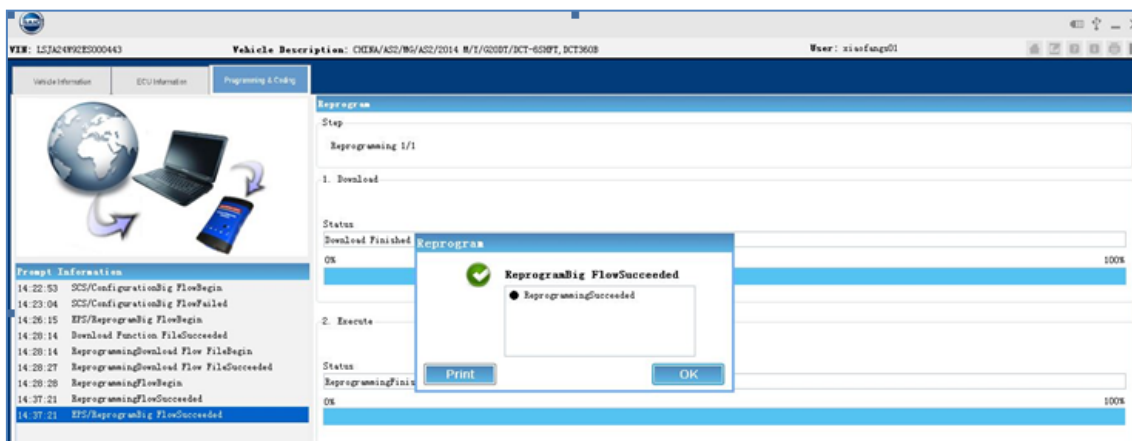 VIN: LSJA24W92ES000443 Vehicle Description: CHINA/AS2/MG/AS2/2014 M/Y/G20DT/DCT-6SHFT,DCT360B User: xiaofangx01
Vehicle Information ECU Information Programming & Coding
Reprogram
Step
Reprogramming 1/1
1. Download
Status
Download Finished
0% 100%
Prompt Information
14:22:53 SCS/ConfigurationBig FlowBegin
14:23:04 SCS/ConfigurationBig FlowFailed
14:26:15 EPS/ReprogramBig FlowBegin
14:28:14 Download Function FileSucceeded
14:28:14 ReprogrammingDownload Flow FileBegin
14:28:27 ReprogrammingDownload Flow FileSucceeded
14:28:28 ReprogrammingFlowBegin
14:37:21 ReprogrammingFlowSucceeded
14:37:21 EPS/ReprogramBig FlowSucceeded
Reprogram
ReprogramBig FlowSucceeded
ReprogrammingSucceeded
Print OK
2. Execute
Status
ReprogrammingFinis
0% 100%